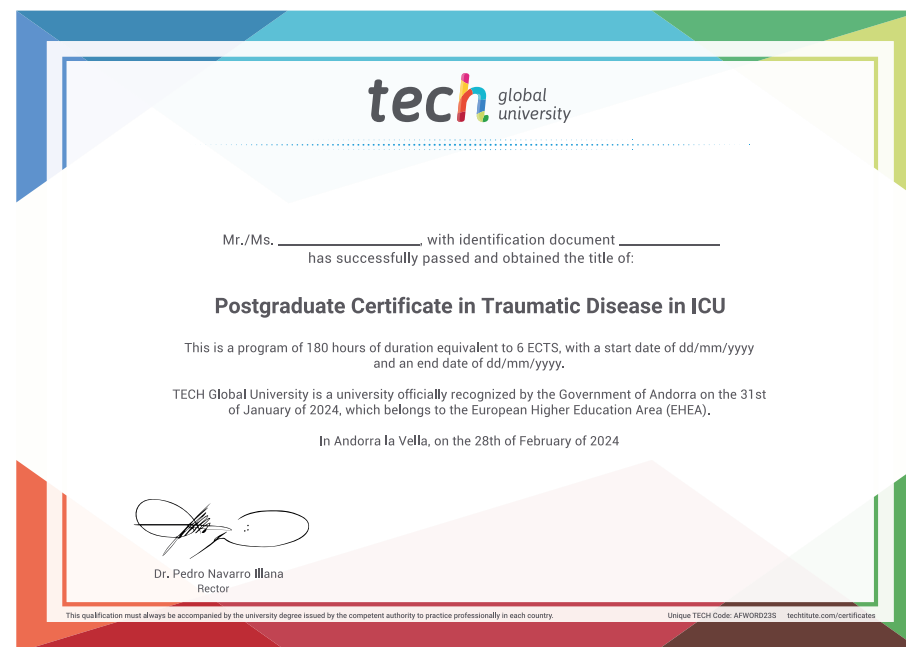 tech global university
Mr./Ms. ________________, with identification document ____________
has successfully passed and obtained the title of:
Postgraduate Certificate in Traumatic Disease in ICU
This is a program of 180 hours of duration equivalent to 6 ECTS, with a start date of dd/mm/yyyy
and an end date of dd/mm/yyyy.
TECH Global University is a university officially recognized by the Government of Andorra on the 31st
of January of 2024, which belongs to the European Higher Education Area (EHEA).
In Andorra la Vella, on the 28th of February of 2024
Dr. Pedro Navarro Illana
Rector
This qualification must always be accompanied by the university degree issued by the competent authority to practice professionally in each country.
Unique TECH Code: AFWORD23S techtitute.com/certificates